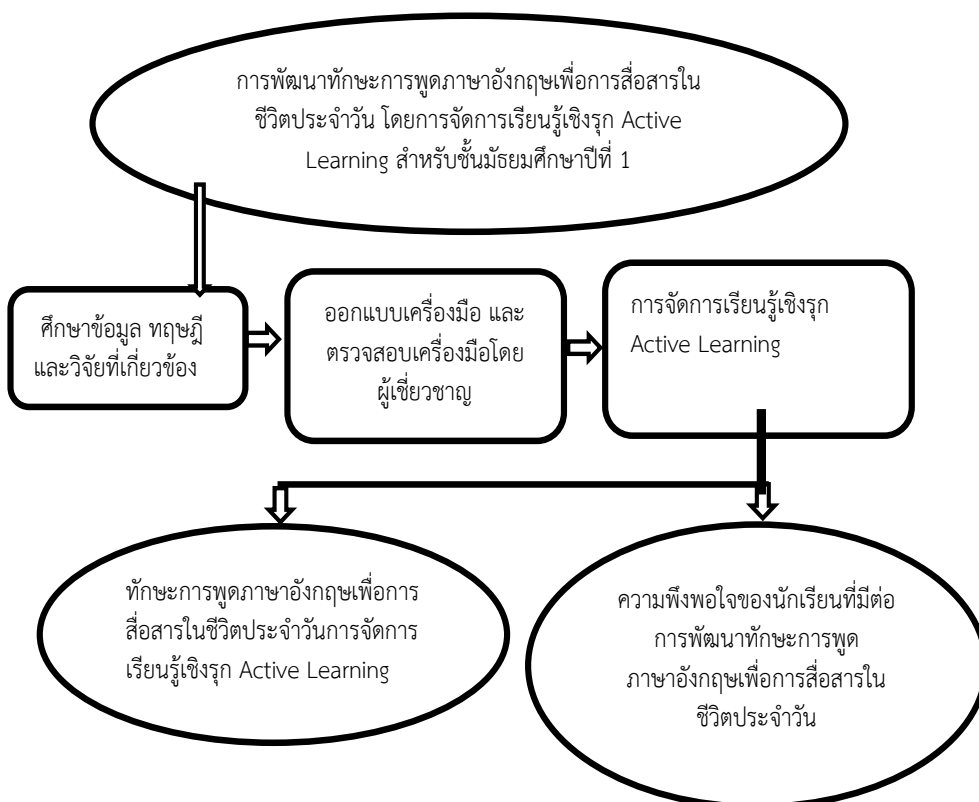 การพัฒนาทักษะการพูดภาษาอังกฤษเพื่อการสื่อสารใน
ชีวิตประจำวัน โดยการจัดการเรียนรู้เชิงรุก Active
Learning สำหรับชั้นมัธยมศึกษาปีที่ 1
ศึกษาข้อมูล ทฤษฎี
และวิจัยที่เกี่ยวข้อง
ออกแบบเครื่องมือ และ
ตรวจสอบเครื่องมือโดย
ผู้เชี่ยวชาญ
การจัดการเรียนรู้เชิงรุก
Active Learning
ทักษะการพูดภาษาอังกฤษเพื่อการ
สื่อสารในชีวิตประจำวันการจัดการ
เรียนรู้เชิงรุก Active Learning
ความพึงพอใจของนักเรียนที่มีต่อ
การพัฒนาทักษะการพูด
ภาษาอังกฤษเพื่อการสื่อสารใน
ชีวิตประจำวัน